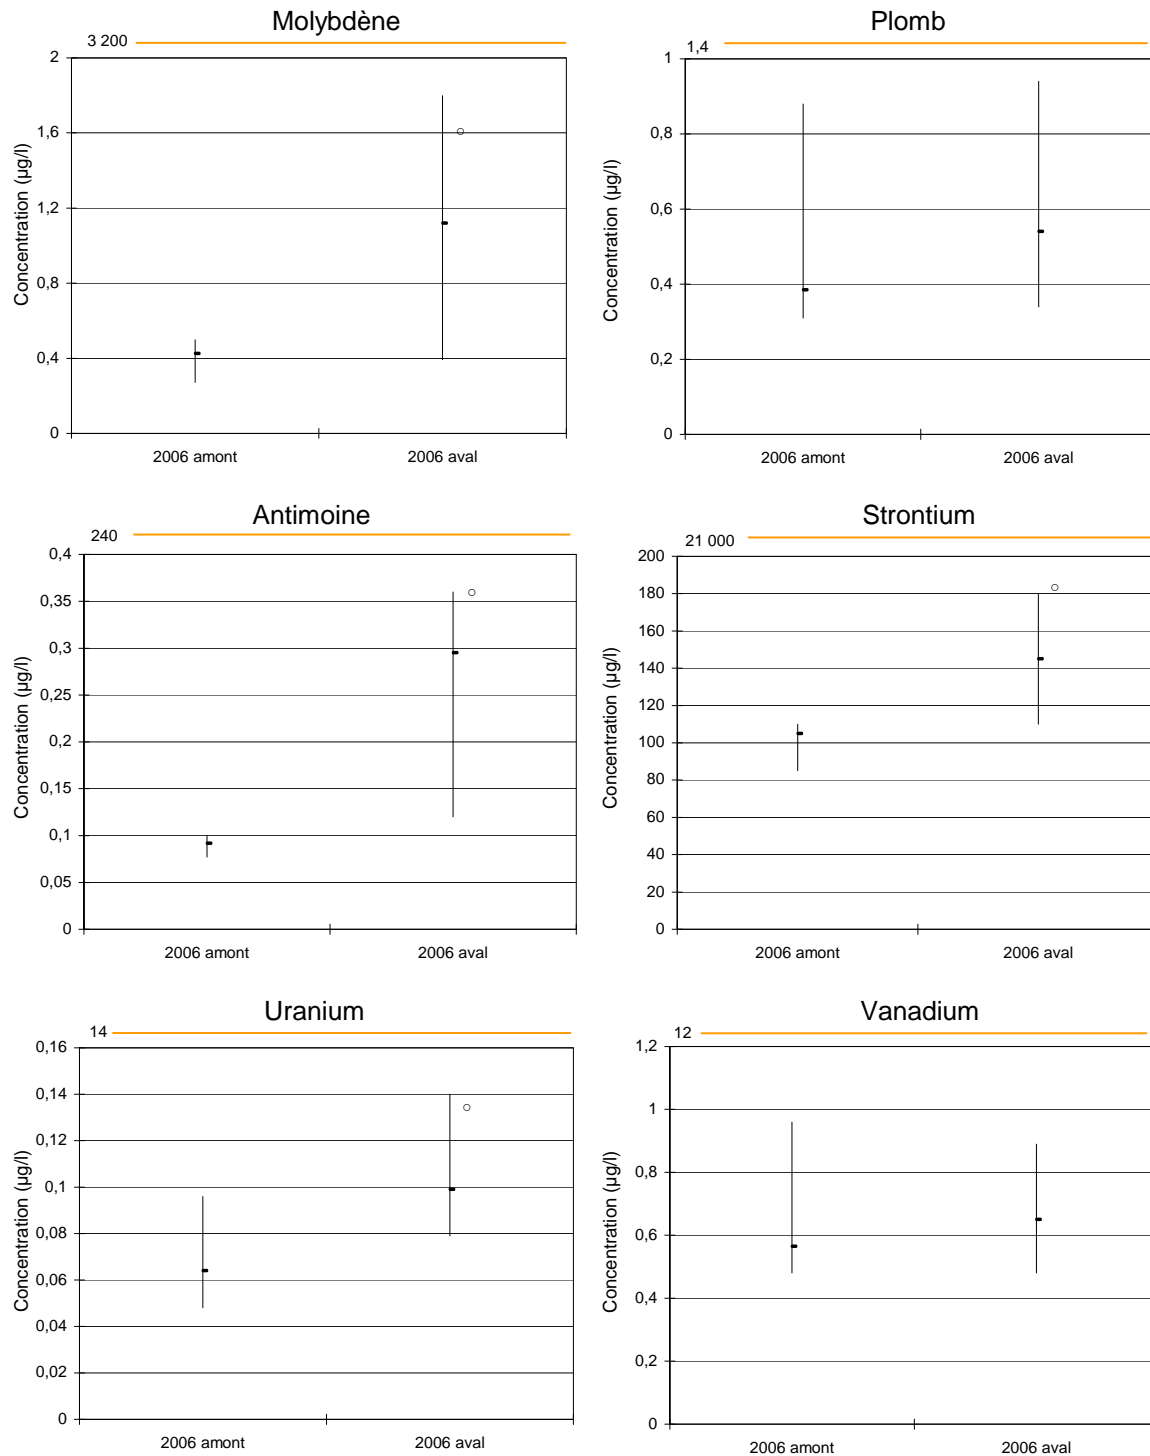 Molybdène
3 200
2
1,6
1,2
0,8
0,4
0
Concentration (µg/l)
2006 amont
2006 aval
Plomb
1,4
1
0,8
0,6
0,4
0,2
0
Concentration (µg/l)
2006 amont
2006 aval
Antimoine
240
0,4
0,35
0,3
0,25
0,2
0,15
0,1
0,05
0
Concentration (µg/l)
2006 amont
2006 aval
Strontium
21 000
200
180
160
140
120
100
80
60
40
20
0
Concentration (µg/l)
2006 amont
2006 aval
Uranium
14
0,16
0,14
0,12
0,1
0,08
0,06
0,04
0,02
0
Concentration (µg/l)
2006 amont
2006 aval
Vanadium
12
1,2
1
0,8
0,6
0,4
0,2
0
Concentration (µg/l)
2006 amont
2006 aval